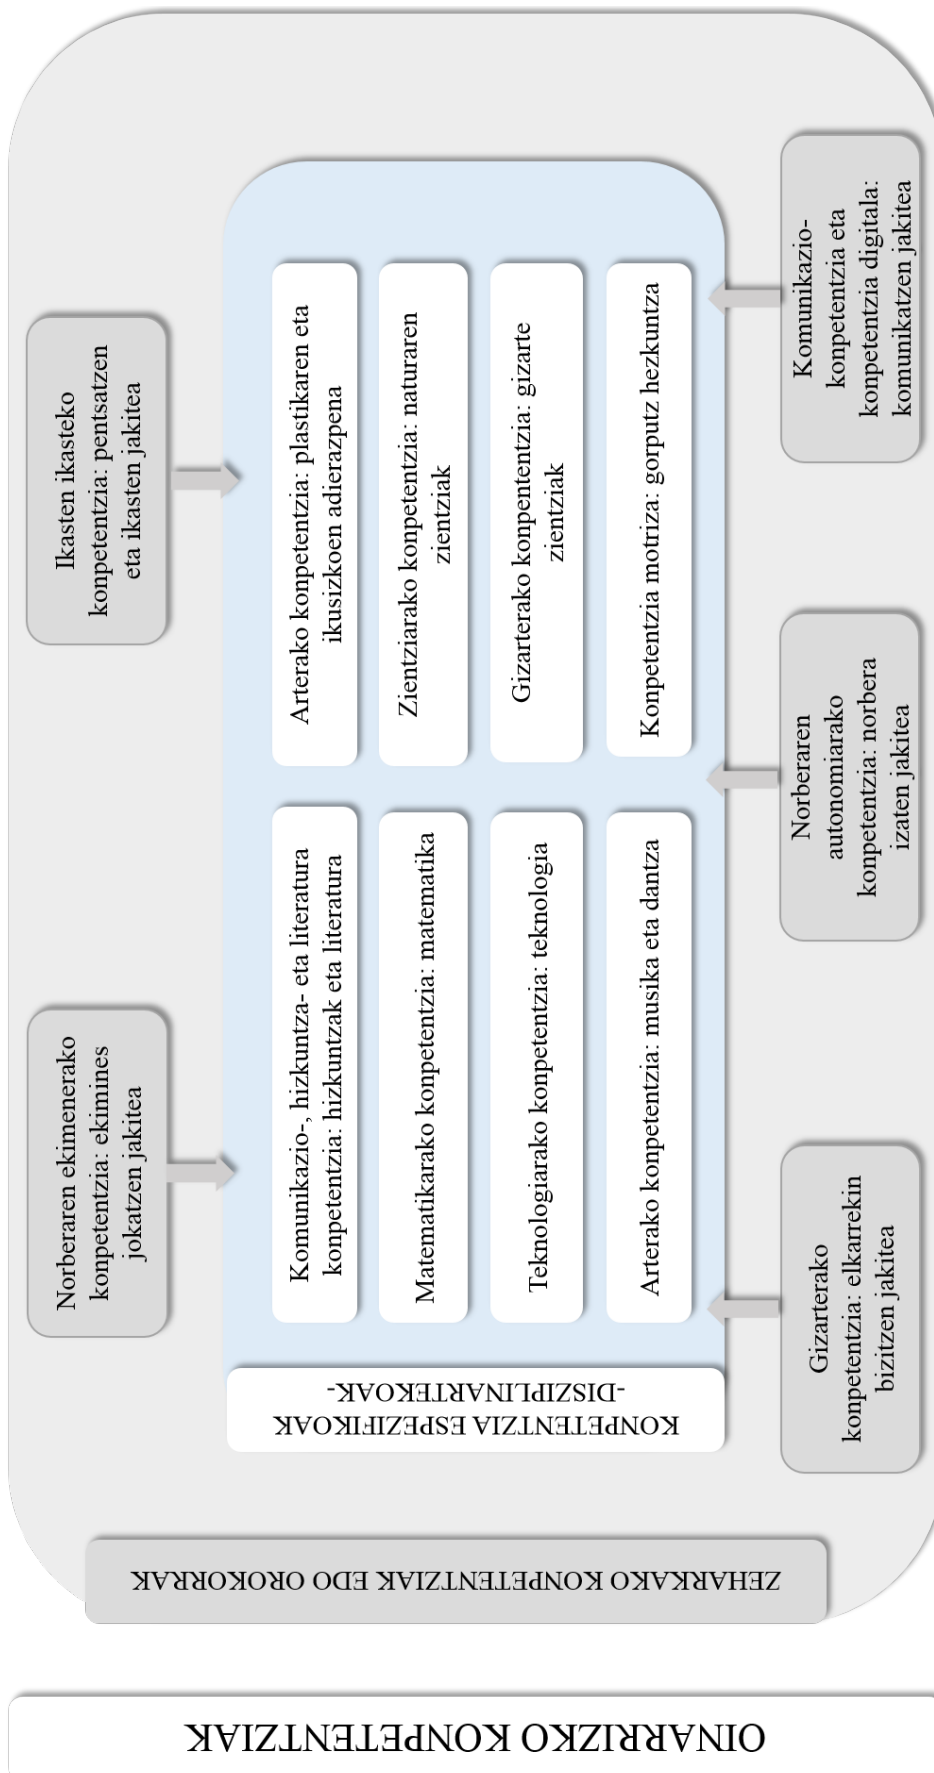 OINARRIZKO KONPETENTZIAK
ZEHARKAKO KONPETENTZIAK EDO OROKORRAK
KONPETENTZIA ESPEZIFIKOAK
-DISZIPLINARTEKOAK-
Norberaren ekimenerako
konpetentzia: ekimines
jokatzen jakitea
Ikasten ikasteko
konpetentzia: pentsatzen
eta ikasten jakitea
Komunikazio-, hizkuntza- eta literatura
konpetentzia: hizkuntzak eta literatura
Arterako konpetentzia: plastikaren eta
ikusizkoen adierazpena
Matematikarako konpetentzia: matematika
Zientziarako konpetentzia: naturaren
zientziak
Teknologiarako konpetentzia: teknologia
Gizarterako konpententzia: gizarte
zientziak
Arterako konpetentzia: musika eta dantza
Konpetentzia motriza: gorputz hezkuntza
Gizarterako
konpetentzia: elkarrekin
bizitzen jakitea
Norberaren
autonomiarako
konpetentzia: norbera
izaten jakitea
Komunikazio-
konpetentzia eta
konpetentzia digitala:
komunikatzen jakitea